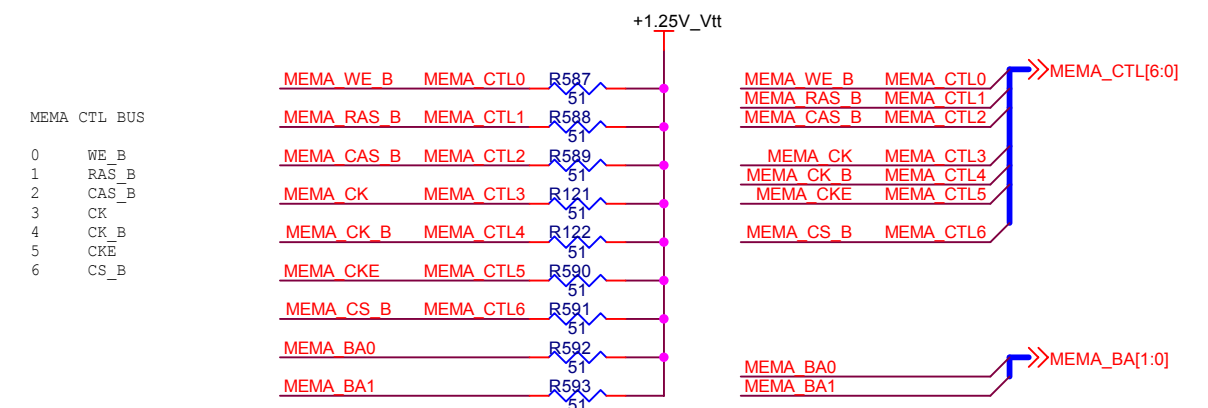 +1.25V_Vtt
MEMA CTL BUS
0 WE_B
1 RAS_B
2 CAS_B
3 CK
4 CK_B
5 CKE
6 CS_B
MEMA_WE_B MEMA_CTL0 R587 51
MEMA_RAS_B MEMA_CTL1 R588 51
MEMA_CAS_B MEMA_CTL2 R589 51
MEMA_CK MEMA_CTL3 R121 51
MEMA_CK_B MEMA_CTL4 R122 51
MEMA_CKE MEMA_CTL5 R590 51
MEMA_CS_B MEMA_CTL6 R591 51
MEMA_BA0 R592 51
MEMA_BA1 R593 51
MEMA_WE_B MEMA_CTL0
MEMA_RAS_B MEMA_CTL1
MEMA_CAS_B MEMA_CTL2
MEMA_CK MEMA_CTL3
MEMA_CK_B MEMA_CTL4
MEMA_CKE MEMA_CTL5
MEMA_CS_B MEMA_CTL6
MEMA_CTL[6:0]
MEMA_BA0
MEMA_BA1
MEMA_BA[1:0]